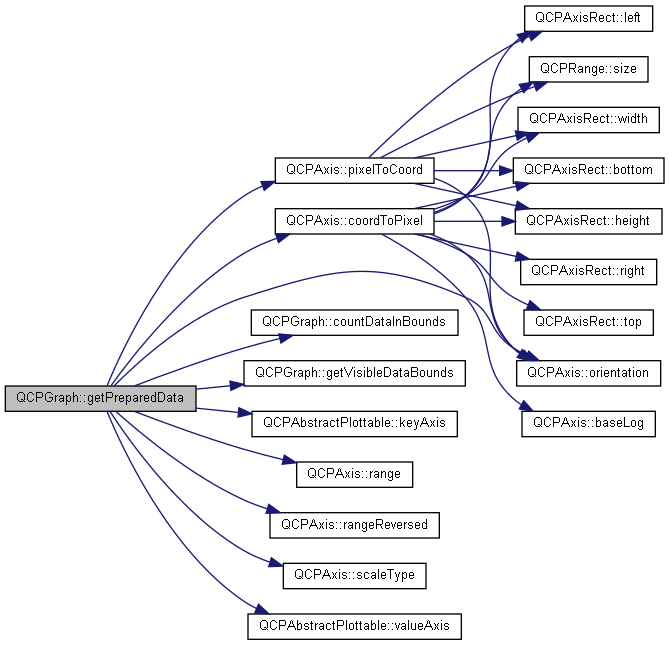 QCPAxisRect::left
QCPRange::size
QCPAxisRect::width
QCPAxis::pixelToCoord
QCPAxisRect::bottom
QCPAxis::coordToPixel
QCPAxisRect::height
QCPAxisRect::right
QCPGraph::countDataInBounds
QCPAxisRect::top
QCPGraph::getVisibleDataBounds
QCPAxis::orientation
QCPGraph::getPreparedData
QCPAbstractPlottable::keyAxis
QCPAxis::baseLog
QCPAxis::range
QCPAxis::rangeReversed
QCPAxis::scaleType
QCPAbstractPlottable::valueAxis